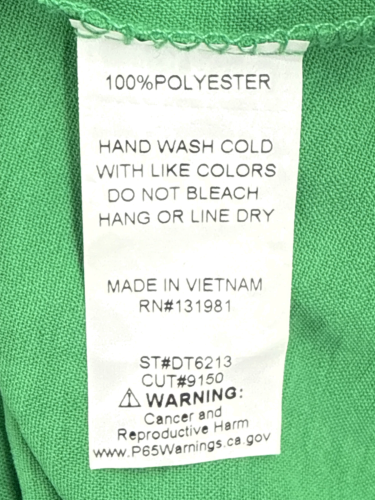 100%POLYESTER
HAND WASH COLD
WITH LIKE COLORS
DO NOT BLEACH
HANG OR LINE DRY
MADE IN VIETNAM
RN#131981
ST#DT6213
CUT#9150
⚠WARNING:
Cancer and
Reproductive Harm
www.P65Warnings.ca.gov